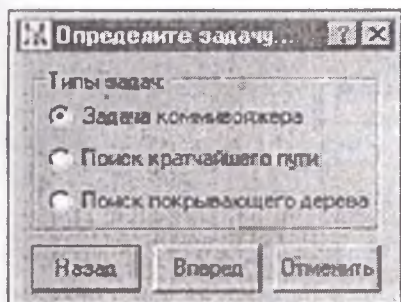 Определите задачу...
Типы задач:
Задача коммивояжера
Поиск кратчайшего пути
Поиск покрывающего дерева
Назад Вперед Отменить